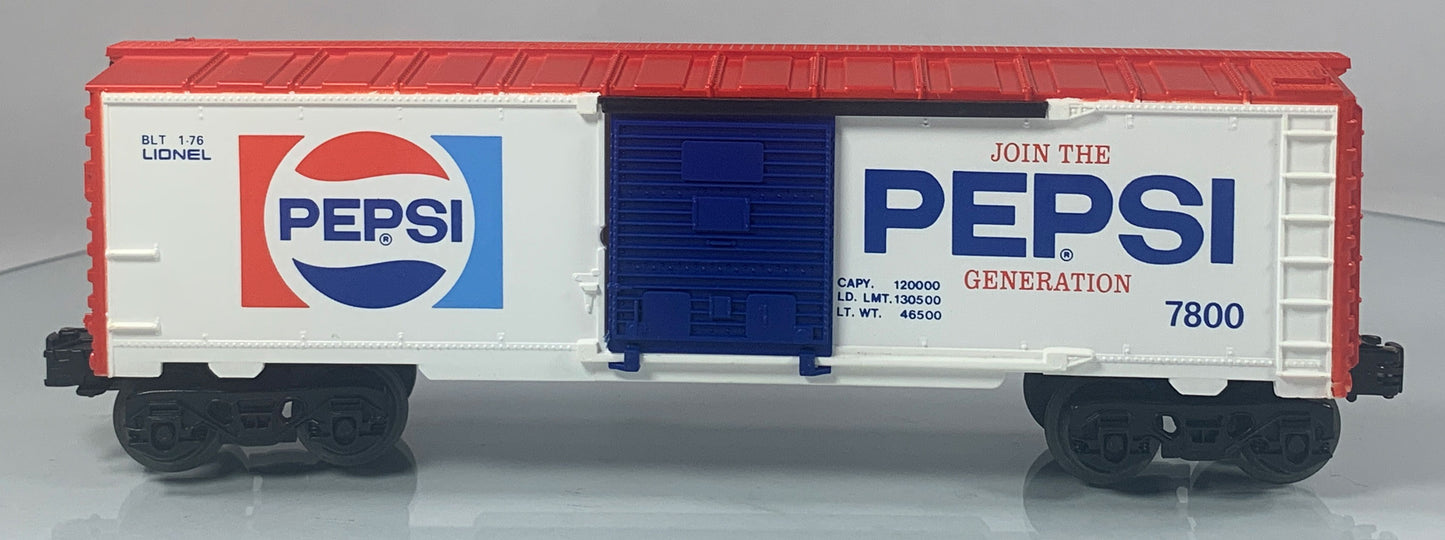 BLT 1-76
LIONEL
PEPSI
®
JOIN THE
PEPSI
®
GENERATION
CAPY. 120000
LD. LMT. 130500
LT. WT. 46500
7800